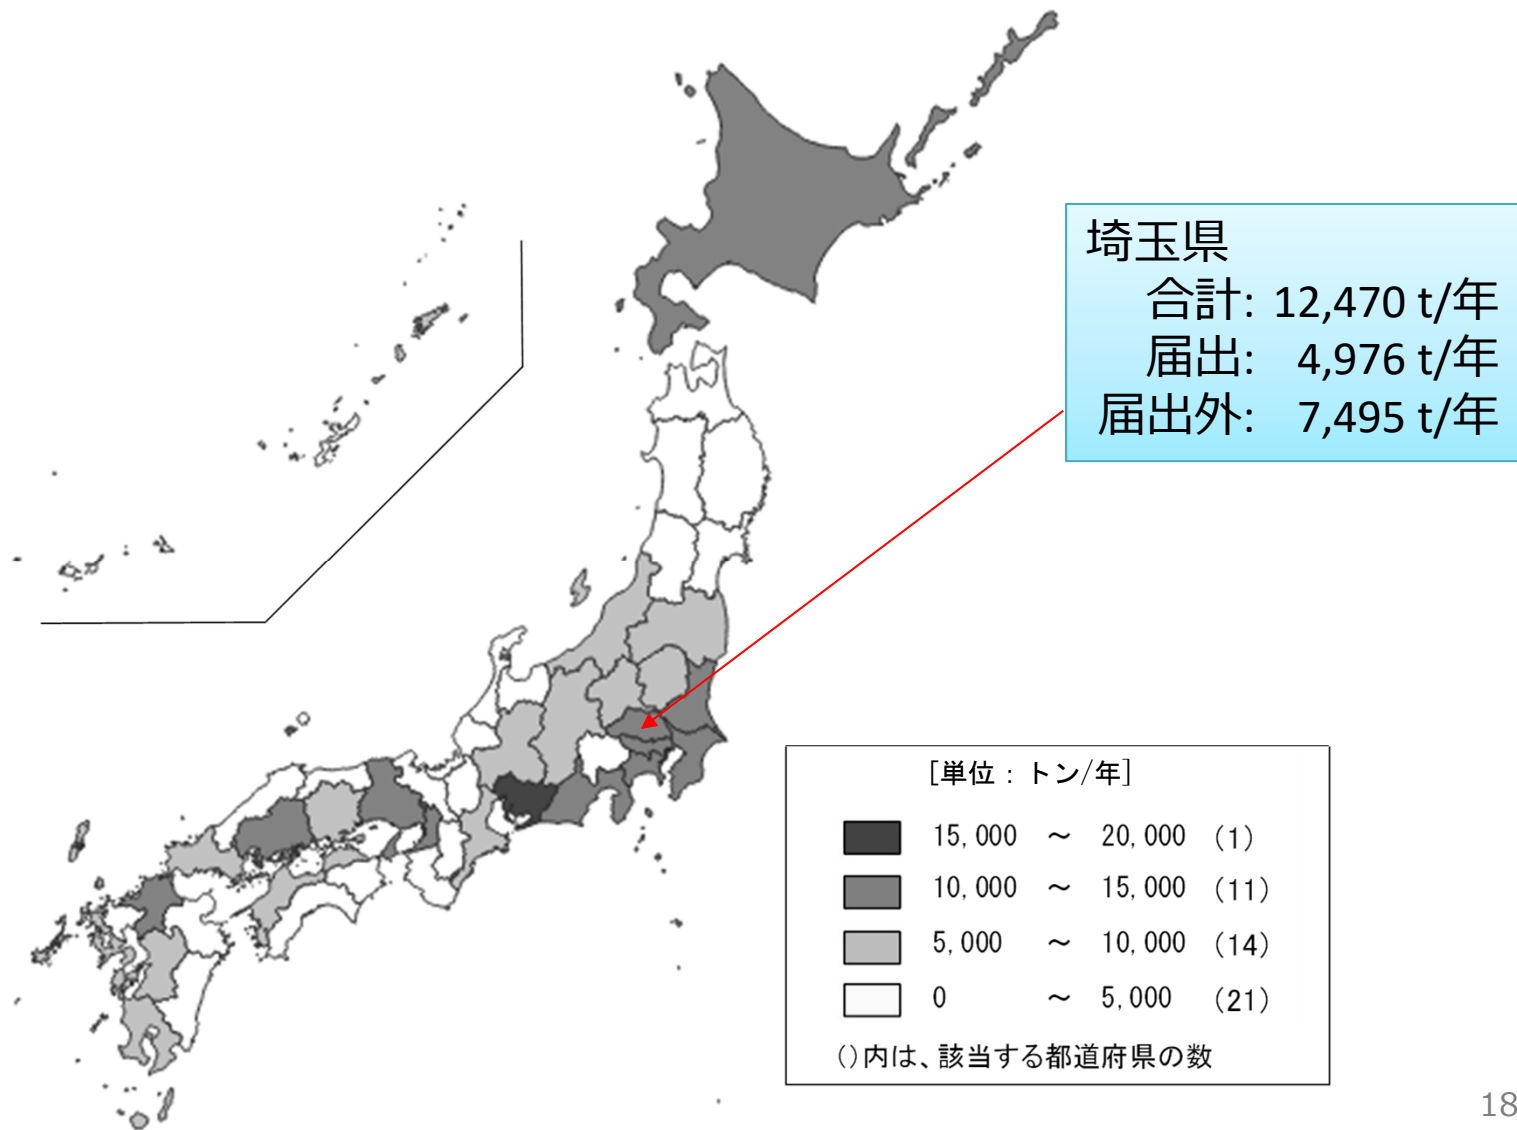 埼玉県
合計: 12,470 t/年
届出: 4,976 t/年
届出外: 7,495 t/年
[単位：トン/年]
15,000 ～ 20,000 (1)
10,000 ～ 15,000 (11)
5,000 ～ 10,000 (14)
0 ～ 5,000 (21)
()内は、該当する都道府県の数
18